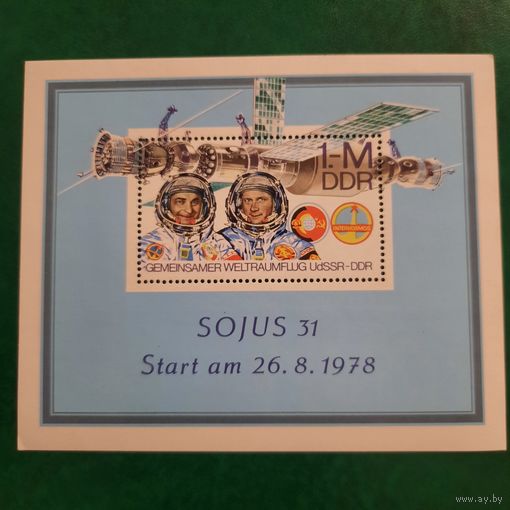 1.-M
DDR
INTERKOSMOS
GEMEINSAMER WELTRAUMFLUG UdSSR-DDR
SOJUS 31
Start am 26.8.1978
www.ay.by